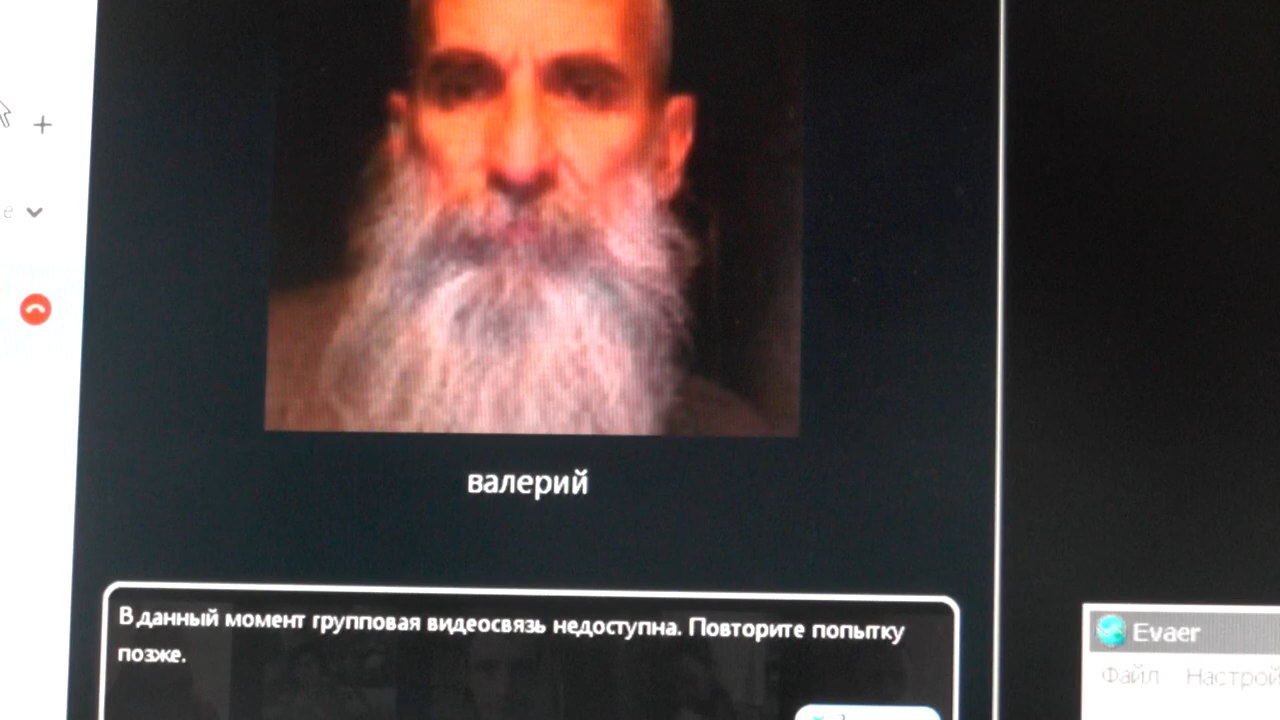 валерий
В данный момент групповая видеосвязь недоступна. Повторите попытку
позже.
Evaer
Файл Настрой